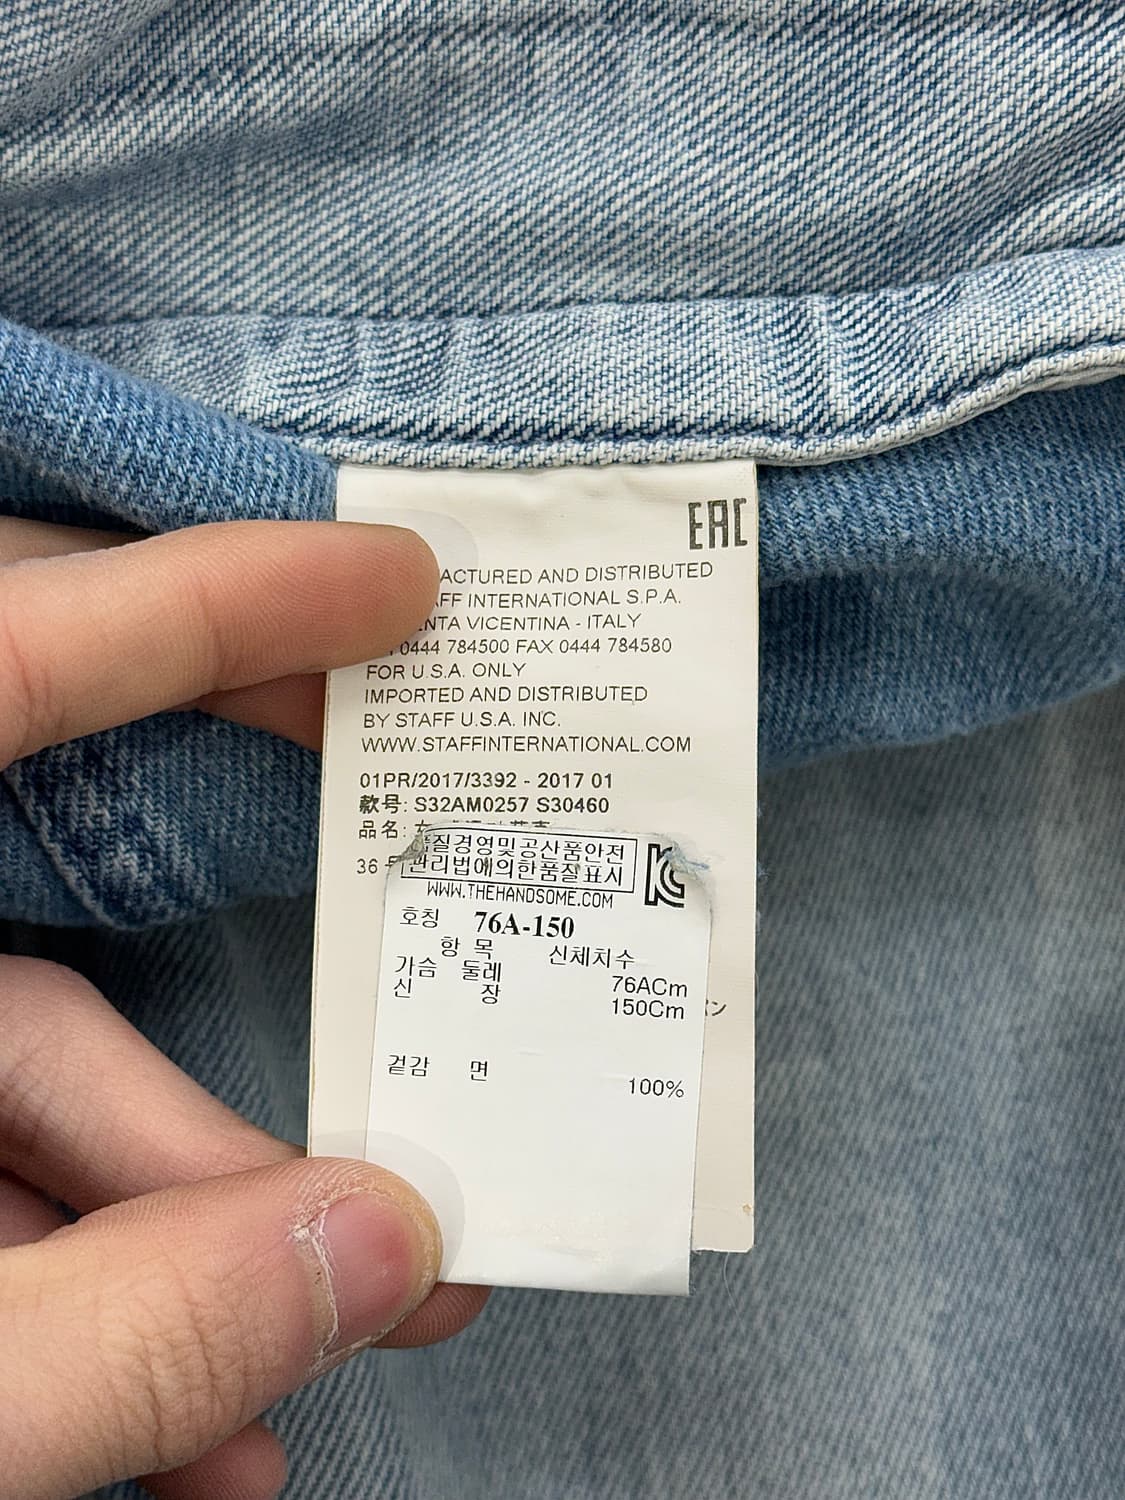 EAC
ACTURED AND DISTRIBUTED
AFF INTERNATIONAL S.P.A.
ENTA VICENTINA - ITALY
0444 784500 FAX 0444 784580
FOR U.S.A. ONLY
IMPORTED AND DISTRIBUTED
BY STAFF U.S.A. INC.
WWW.STAFFINTERNATIONAL.COM
01PR/2017/3392 - 2017 01
款号: S32AM0257 S30460
品名:
36
품질경영및공산품안전
관리법에의한품질표시
WWW.THEHANDSOME.COM
호칭 76A-150
항 목 신체치수
가슴 둘레 76ACm
신 장 150Cm
겉감 면 100%